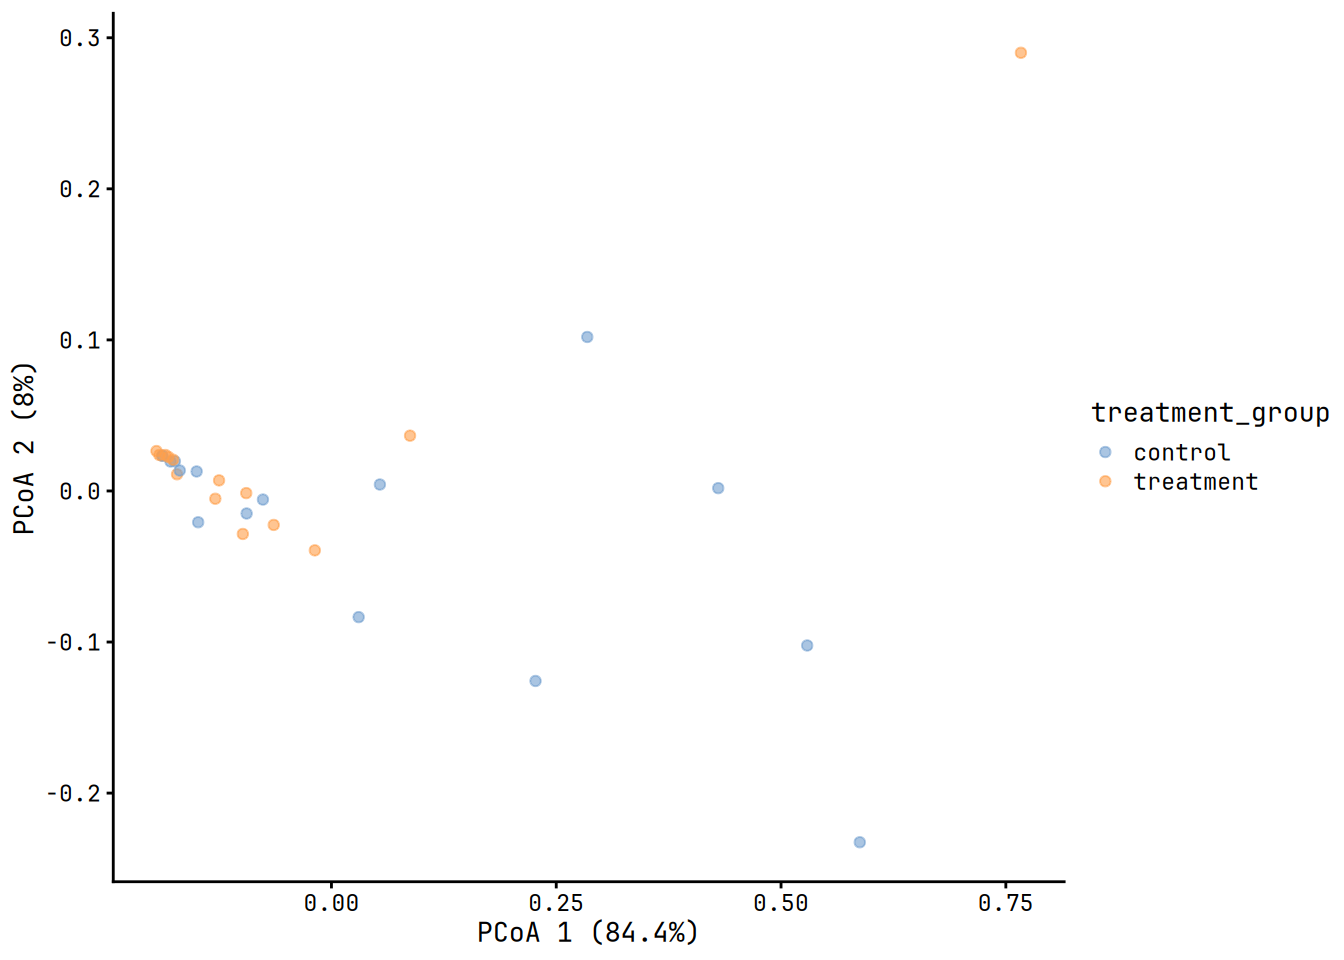 0.3
0.2
0.1
0.0
-0.1
-0.2
PCoA 2 (8%)
0.00 0.25 0.50 0.75
PCoA 1 (84.4%)
treatment_group
control
treatment